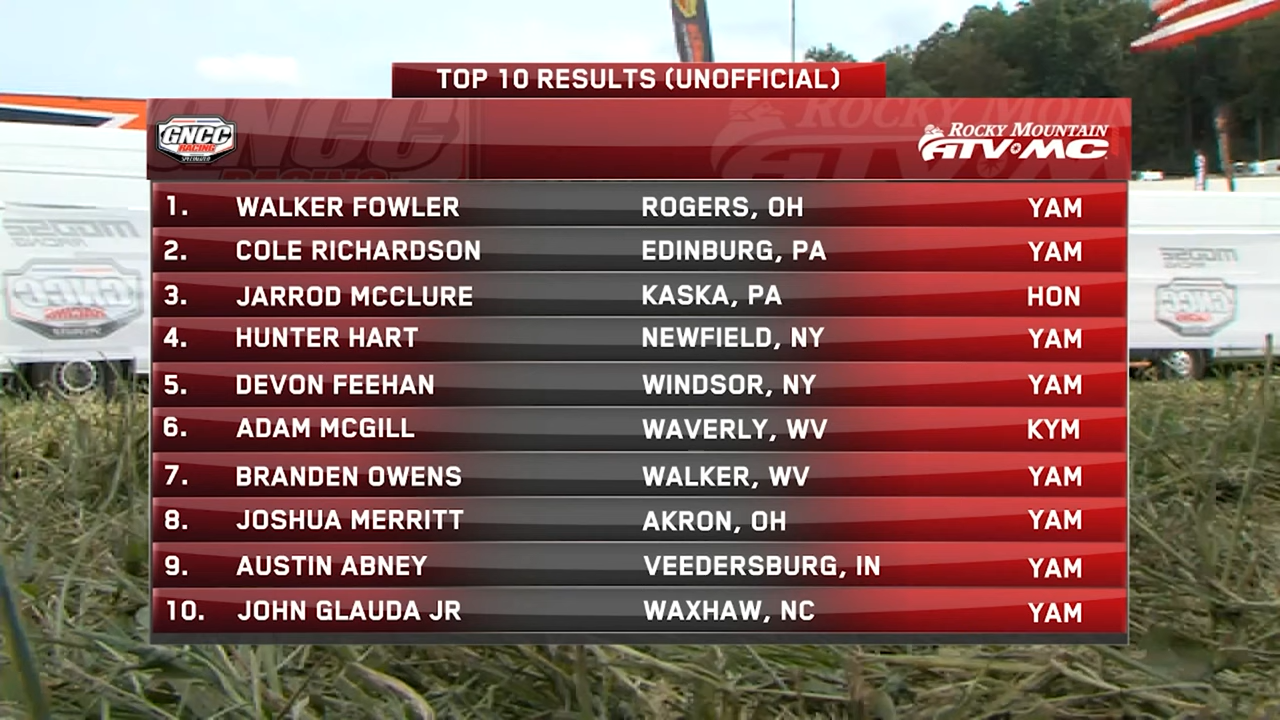 TOP 10 RESULTS (UNOFFICIAL)
GNCC RACING
ROCKY MOUNTAIN
ATV MC
1. WALKER FOWLER ROGERS, OH YAM
2. COLE RICHARDSON EDINBURG, PA YAM
3. JARROD MCCLURE KASKA, PA HON
4. HUNTER HART NEWFIELD, NY YAM
5. DEVON FEEHAN WINDSOR, NY YAM
6. ADAM MCGILL WAVERLY, WV KYM
7. BRANDEN OWENS WALKER, WV YAM
8. JOSHUA MERRITT AKRON, OH YAM
9. AUSTIN ABNEY VEEDERSBURG, IN YAM
10. JOHN GLAUDA JR WAXHAW, NC YAM